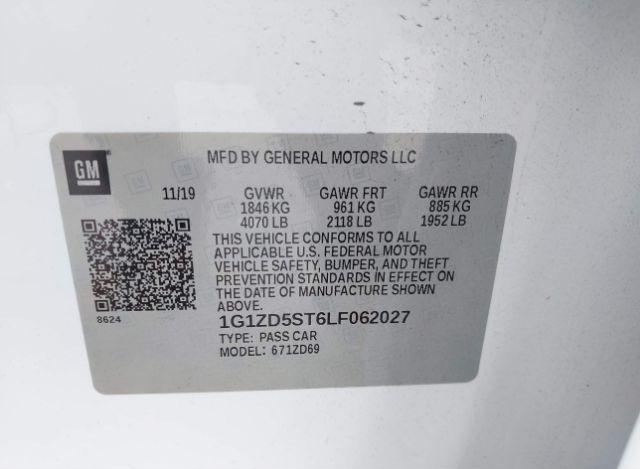 GM
MFD BY GENERAL MOTORS LLC
11/19 GVWR GAWR FRT GAWR RR
1846 KG 961 KG 885 KG
4070 LB 2118 LB 1952 LB
THIS VEHICLE CONFORMS TO ALL
APPLICABLE U.S. FEDERAL MOTOR
VEHICLE SAFETY, BUMPER, AND THEFT
PREVENTION STANDARDS IN EFFECT ON
THE DATE OF MANUFACTURE SHOWN
ABOVE.
8624
1G1ZD5ST6LF062027
TYPE: PASS CAR
MODEL: 671ZD69